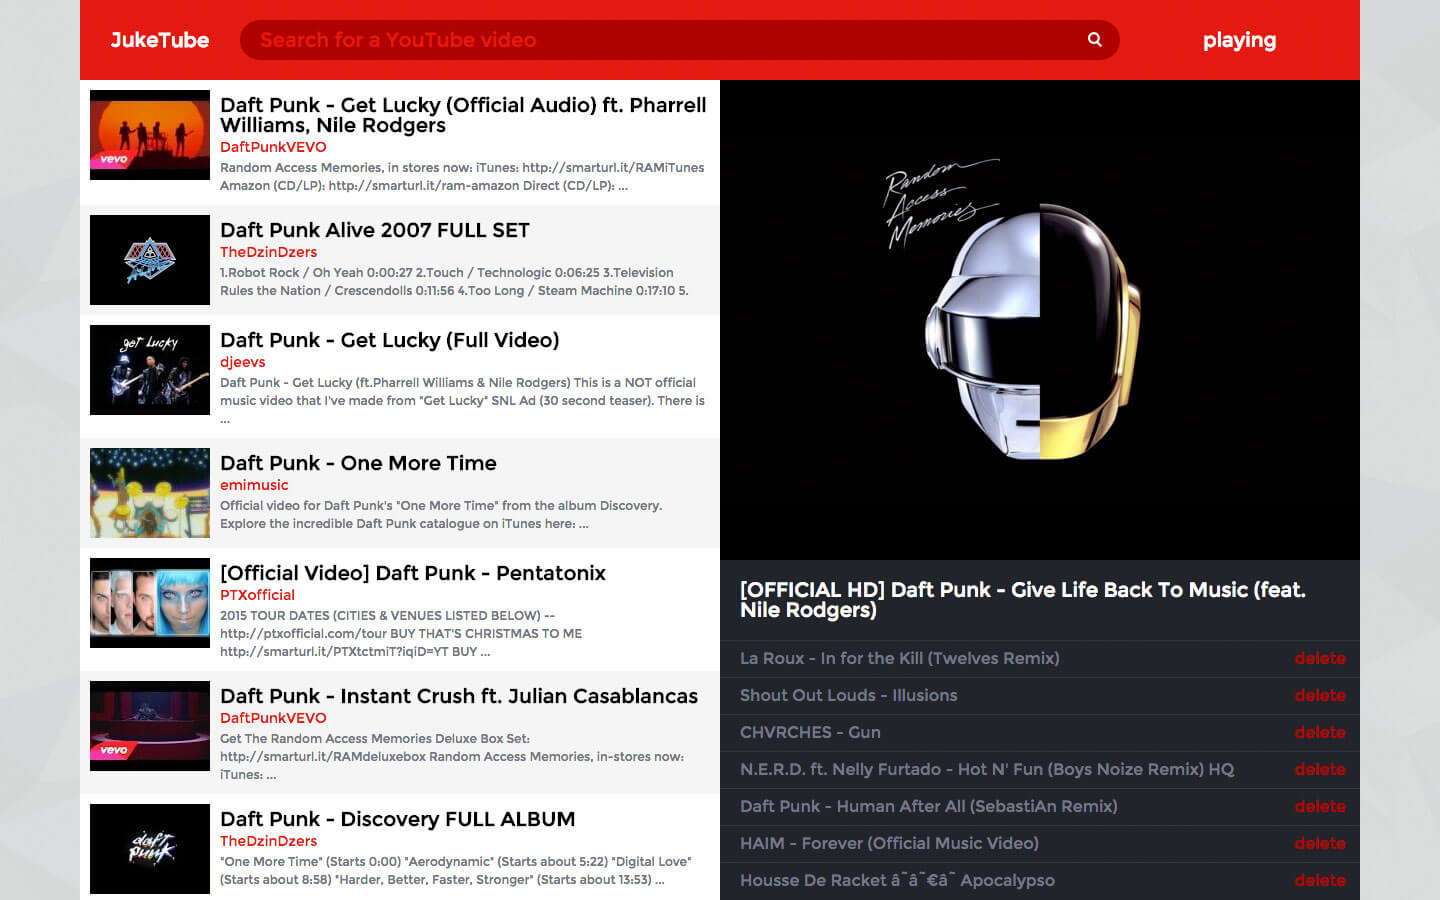 JukeTube
Search for a YouTube video
playing
Daft Punk - Get Lucky (Official Audio) ft. Pharrell
Williams, Nile Rodgers
DaftPunkVEVO
Random Access Memories, in stores now: iTunes: http://smarturl.it/RAMiTunes
Amazon (CD/LP): http://smarturl.it/ram-amazon Direct (CD/LP): ...
vevo
Daft Punk Alive 2007 FULL SET
TheDzinDzers
1.Robot Rock / Oh Yeah 0:00:27 2.Touch / Technologic 0:06:25 3.Television
Rules the Nation / Crescendolls 0:11:56 4.Too Long / Steam Machine 0:17:10 5.
get Lucky
Daft Punk - Get Lucky (Full Video)
djeevs
Daft Punk - Get Lucky (ft.Pharrell Williams & Nile Rodgers) This is a NOT official
music video that I've made from "Get Lucky" SNL Ad (30 second teaser). There is
...
Daft Punk - One More Time
emimusic
Official video for Daft Punk's "One More Time" from the album Discovery.
Explore the incredible Daft Punk catalogue on iTunes here: ...
[Official Video] Daft Punk - Pentatonix
PTXofficial
2015 TOUR DATES (CITIES & VENUES LISTED BELOW) --
http://ptxofficial.com/tour BUY THAT'S CHRISTMAS TO ME
http://smarturl.it/PTXtctmiT?iqiD=YT BUY ...
Daft Punk - Instant Crush ft. Julian Casablancas
DaftPunkVEVO
Get The Random Access Memories Deluxe Box Set:
http://smarturl.it/RAMdeluxebox Random Access Memories, in-stores now:
iTunes: ...
vevo
Daft Punk - Discovery FULL ALBUM
TheDzinDzers
"One More Time" (Starts 0:00) "Aerodynamic" (Starts about 5:22) "Digital Love"
(Starts about 8:58) "Harder, Better, Faster, Stronger" (Starts about 13:53) ...
daft
punk
Random
Access
Memories
[OFFICIAL HD] Daft Punk - Give Life Back To Music (feat.
Nile Rodgers)
La Roux - In for the Kill (Twelves Remix) delete
Shout Out Louds - Illusions delete
CHVRCHES - Gun delete
N.E.R.D. ft. Nelly Furtado - Hot N' Fun (Boys Noize Remix) HQ delete
Daft Punk - Human After All (SebastiAn Remix) delete
HAIM - Forever (Official Music Video) delete
Housse De Racket â˜â˜€â˜ Apocalypso delete